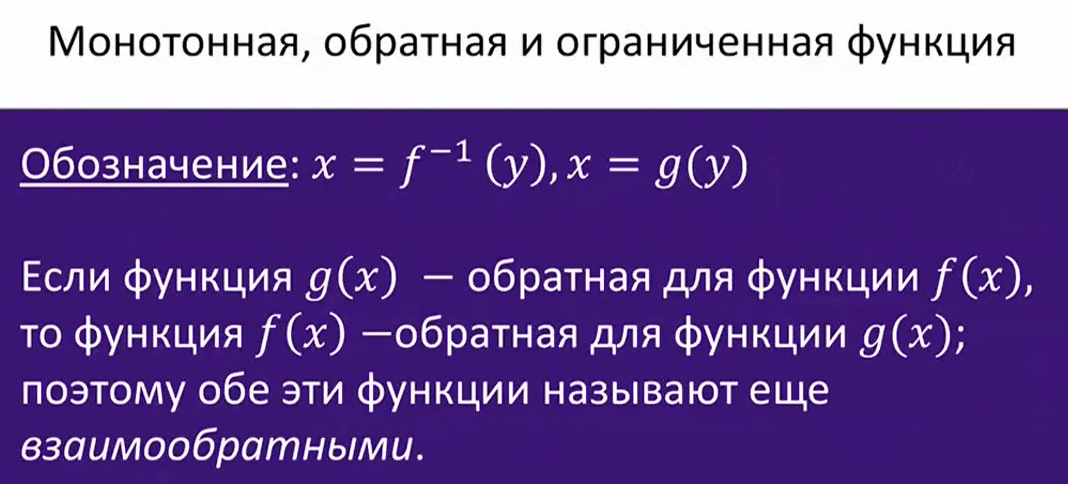 Монотонная, обратная и ограниченная функция
Обозначение: x = f⁻¹ (y), x = g(y)
Если функция g(x) – обратная для функции f(x),
то функция f(x) –обратная для функции g(x);
поэтому обе эти функции называют еще
взаимообратными.